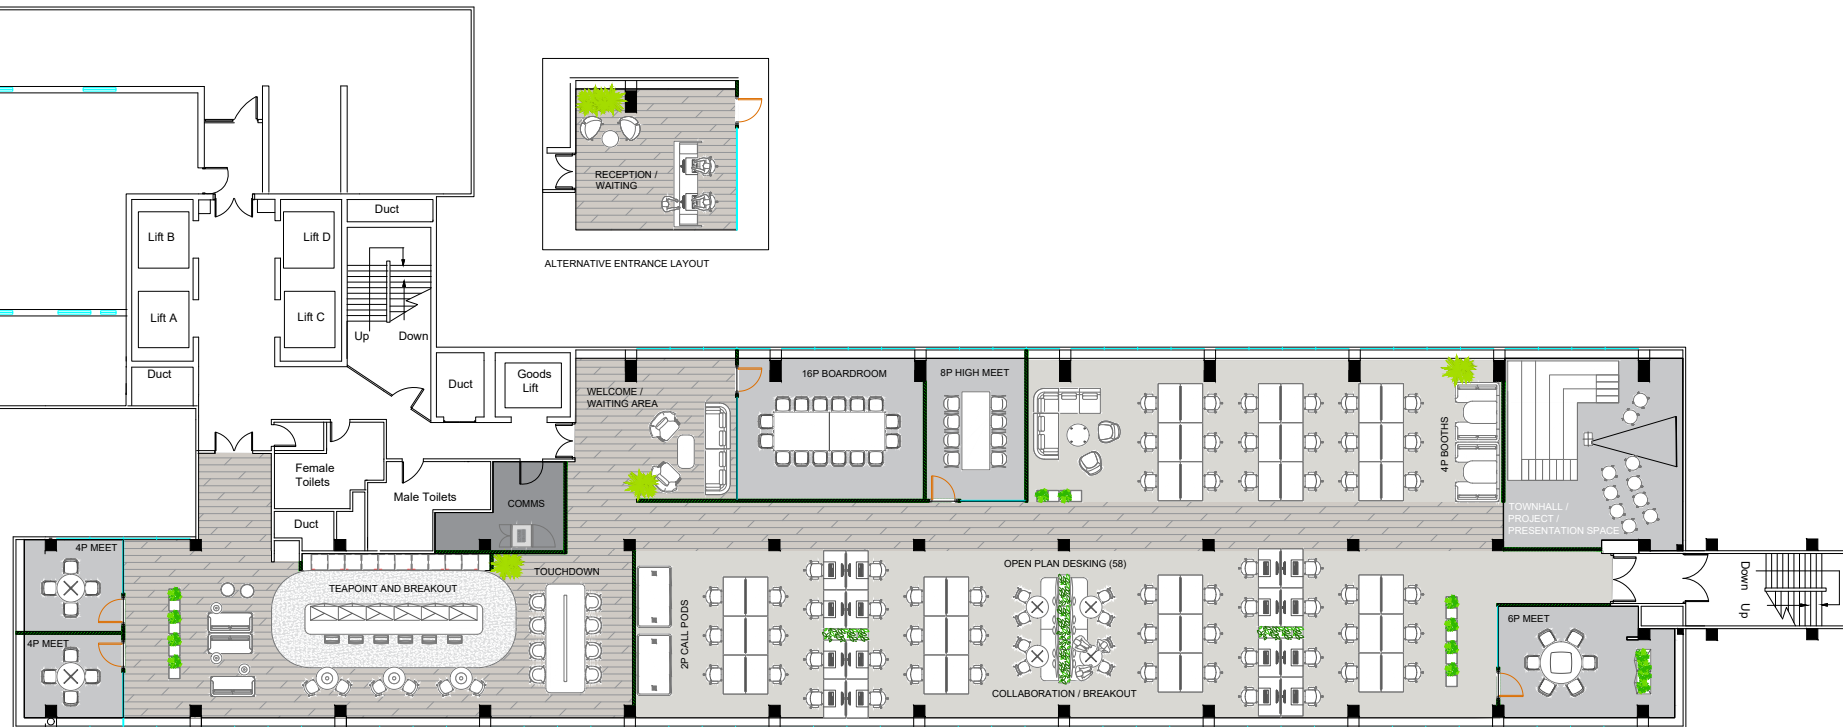 Duct
Lift B
Lift D
RECEPTION /
WAITING
ALTERNATIVE ENTRANCE LAYOUT
Lift A
Lift C
Up
Down
Duct
Duct
Goods
Lift
WELCOME /
WAITING AREA
16P BOARDROOM
8P HIGH MEET
4P BOOTHS
Female
Toilets
Male Toilets
COMMS
Duct
TOWNHALL /
PROJECT /
PRESENTATION SPACE
4P MEET
TEAPOINT AND BREAKOUT
TOUCHDOWN
OPEN PLAN DESKING (58)
2P CALL PODS
Down
Up
4P MEET
6P MEET
COLLABORATION / BREAKOUT